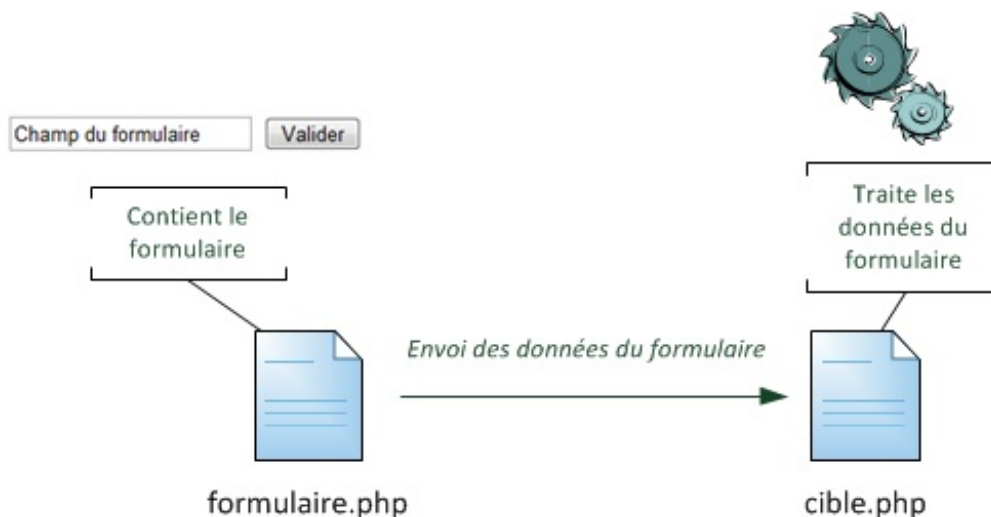 Champ du formulaire
Valider
Contient le
formulaire
Traite les
données du
formulaire
Envoi des données du formulaire
formulaire.php
cible.php